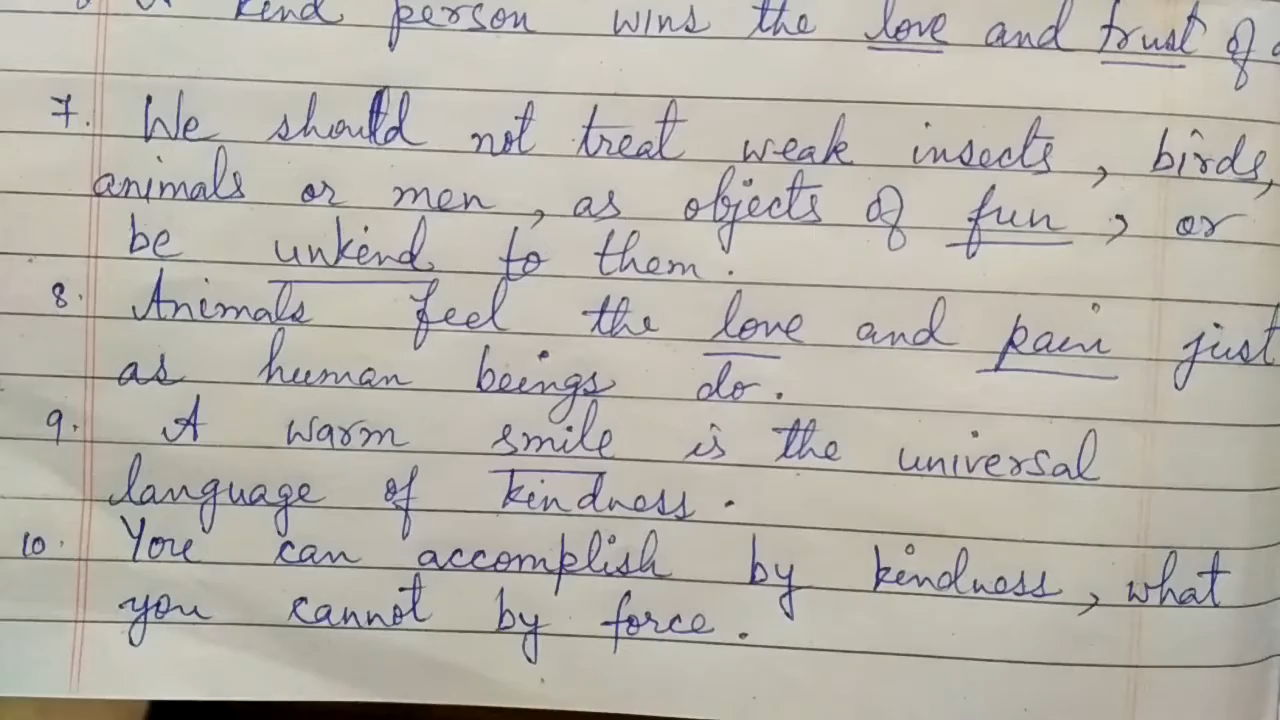 kind person wins the love and trust of
7. We should not treat weak insects, birds,
animals or men, as objects of fun, or
be unkind to them.
8. Animals feel the love and pain just
as human beings do.
9. A warm smile is the universal
language of kindness.
10. You can accomplish by kindness, what
you cannot by force.